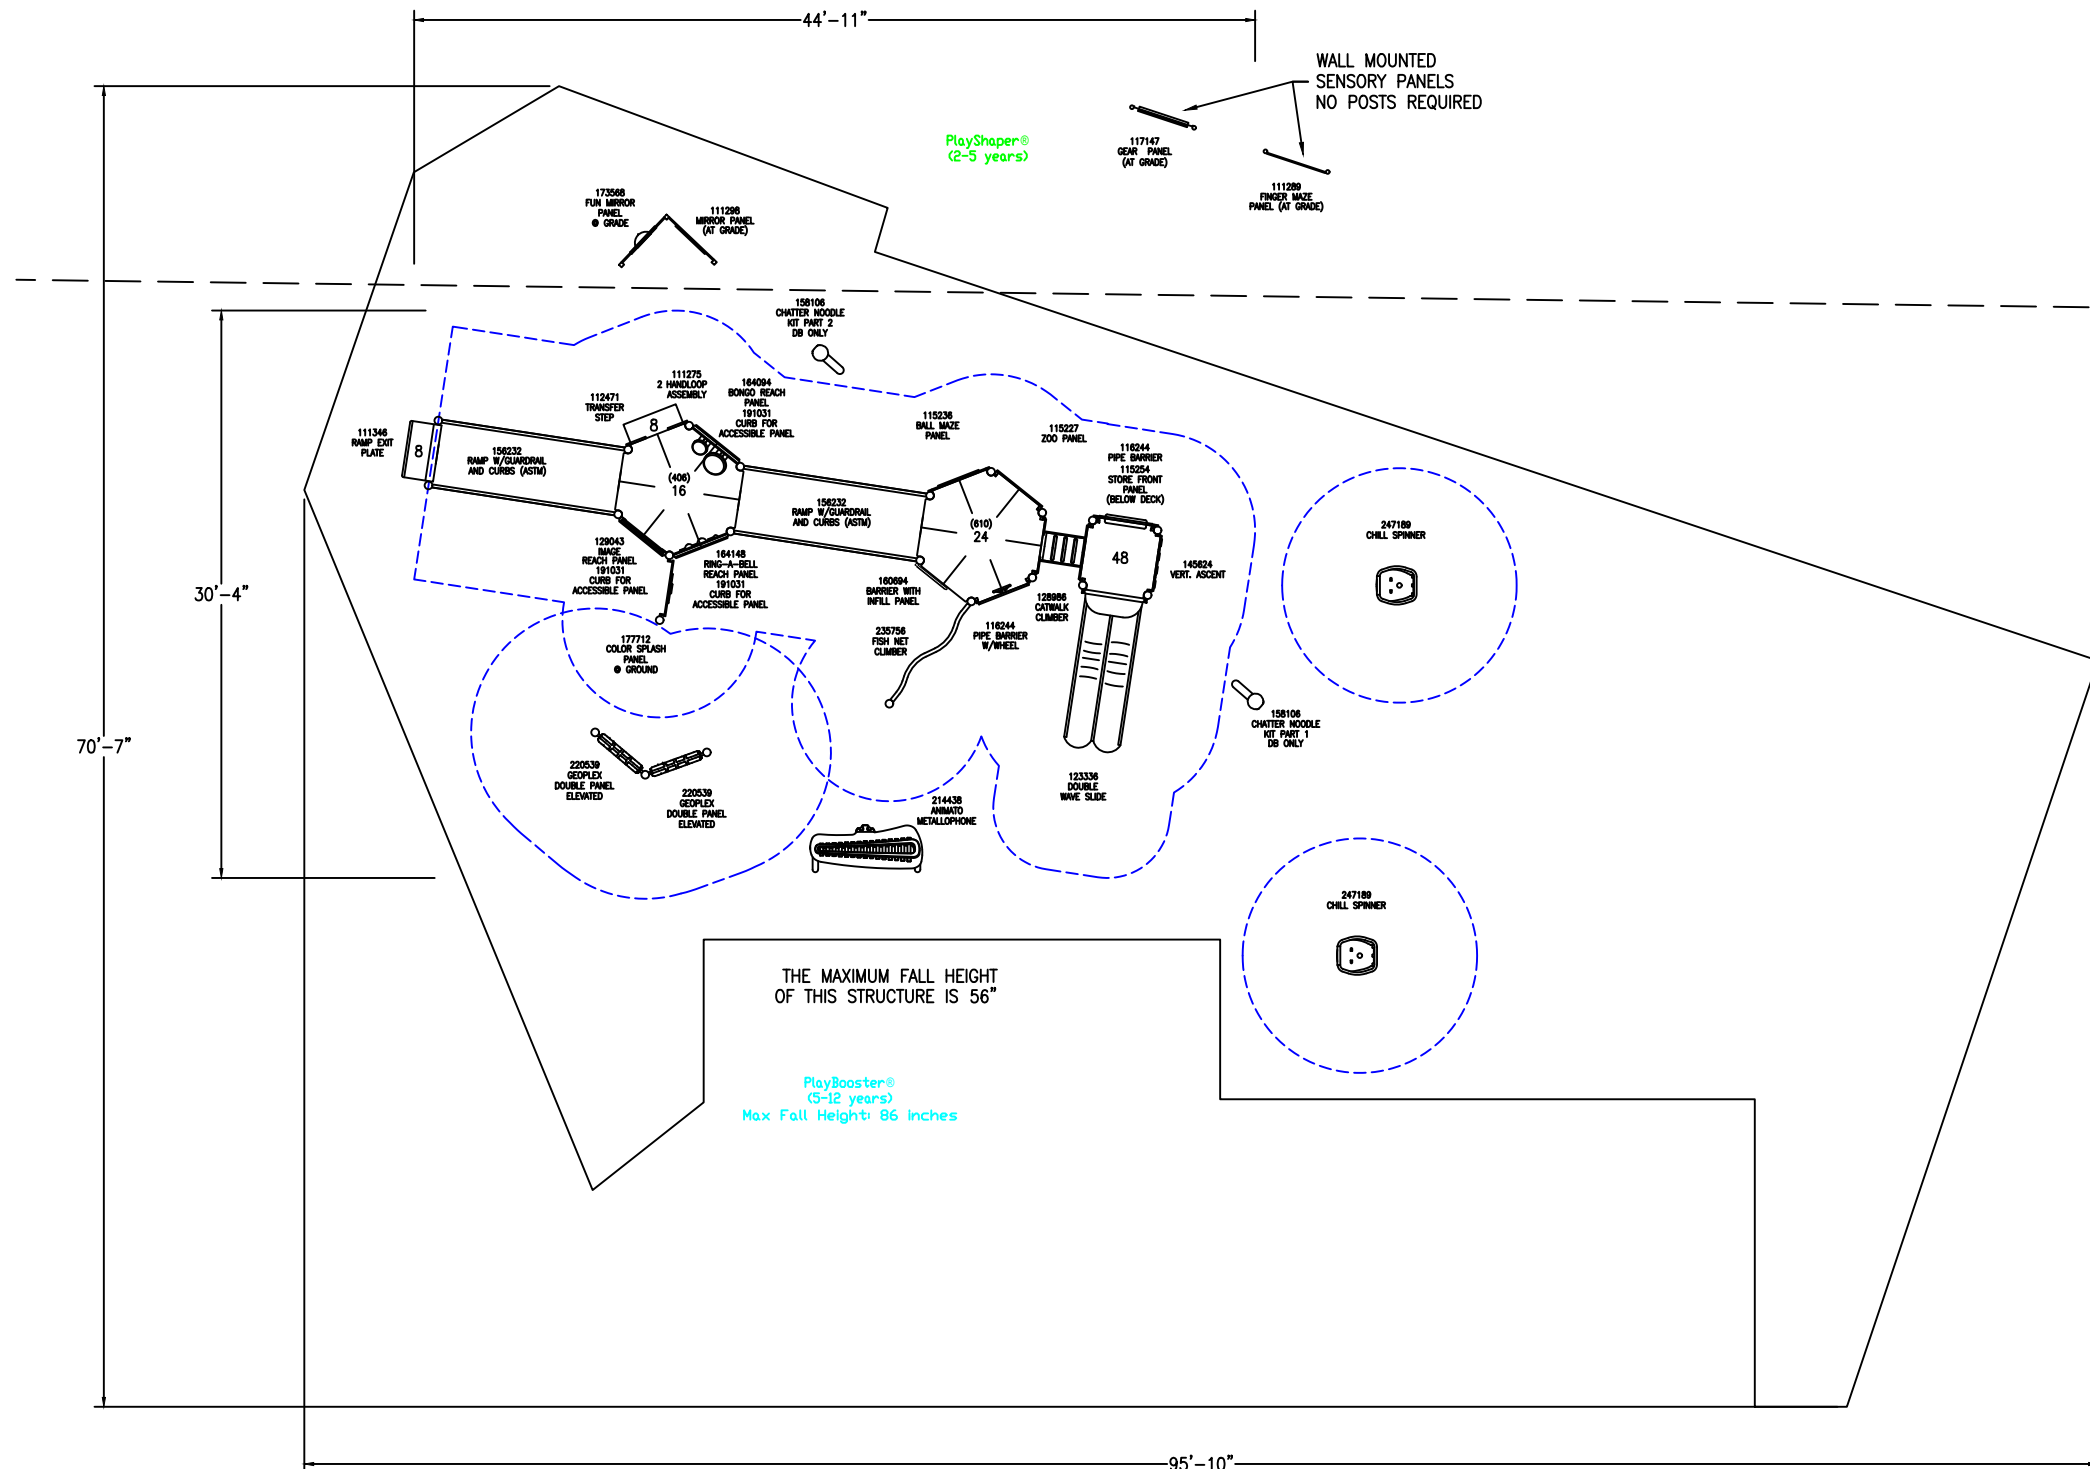 44'-11"
WALL MOUNTED
SENSORY PANELS
NO POSTS REQUIRED
PlayShaper®
(2-5 years)
117147
GEAR PANEL
(AT GRADE)
111289
FINGER MAZE
PANEL (AT GRADE)
173568
FUN MIRROR
PANEL
@ GRADE
111298
MIRROR PANEL
(AT GRADE)
158106
CHATTER NOODLE
KIT PART 2
DB ONLY
111275
2 HANDLOOP
ASSEMBLY
164094
BONGO REACH
PANEL
191031
CURB FOR
ACCESSIBLE PANEL
112471
TRANSFER
STEP
8
111346
RAMP EXIT
PLATE
8
156232
RAMP W/GUARDRAIL
AND CURBS (ASTM)
(406)
16
115236
BALL MAZE
PANEL
115227
ZOO PANEL
116244
PIPE BARRIER
115254
STORE FRONT
PANEL
(BELOW DECK)
156232
RAMP W/GUARDRAIL
AND CURBS (ASTM)
(610)
24
48
145624
VERT. ASCENT
247189
CHILL SPINNER
129043
IMAGE
REACH PANEL
191031
CURB FOR
ACCESSIBLE PANEL
164148
RING-A-BELL
REACH PANEL
191031
CURB FOR
ACCESSIBLE PANEL
160694
BARRIER WITH
INFILL PANEL
128986
CATWALK
CLIMBER
116244
PIPE BARRIER
W/WHEEL
235756
FISH NET
CLIMBER
30'-4"
177712
COLOR SPLASH
PANEL
@ GROUND
158106
CHATTER NOODLE
KIT PART 1
DB ONLY
70'-7"
220539
GEOPLEX
DOUBLE PANEL
ELEVATED
220539
GEOPLEX
DOUBLE PANEL
ELEVATED
123336
DOUBLE
WAVE SLIDE
214438
ANIMATO
METALLOPHONE
247189
CHILL SPINNER
THE MAXIMUM FALL HEIGHT
OF THIS STRUCTURE IS 56"
PlayBooster®
(5-12 years)
Max Fall Height: 86 inches
95'-10"